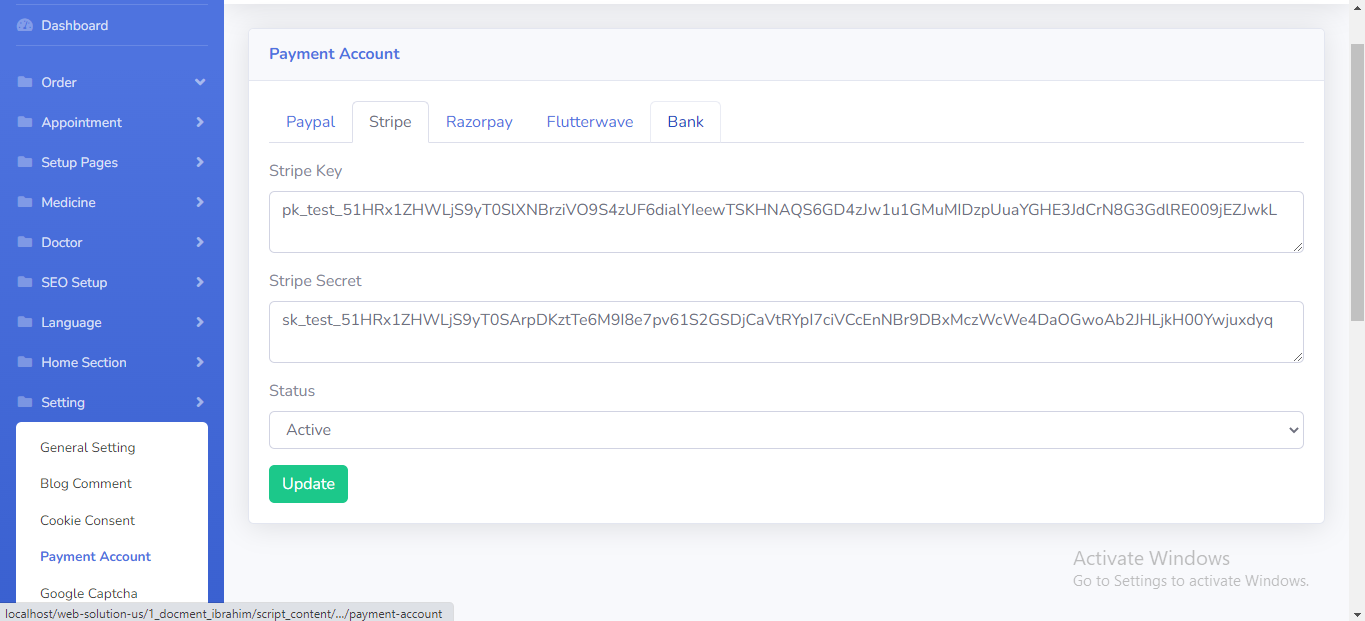 Dashboard
Order
Appointment
Setup Pages
Medicine
Doctor
SEO Setup
Language
Home Section
Setting
General Setting
Blog Comment
Cookie Consent
Payment Account
Google Captcha
Payment Account
Paypal Stripe Razorpay Flutterwave Bank
Stripe Key
Stripe Secret
Status
Active
Update
Activate Windows
Go to Settings to activate Windows.
localhost/web-solution-us/1_docment_ibrahim/script_content/.../payment-account